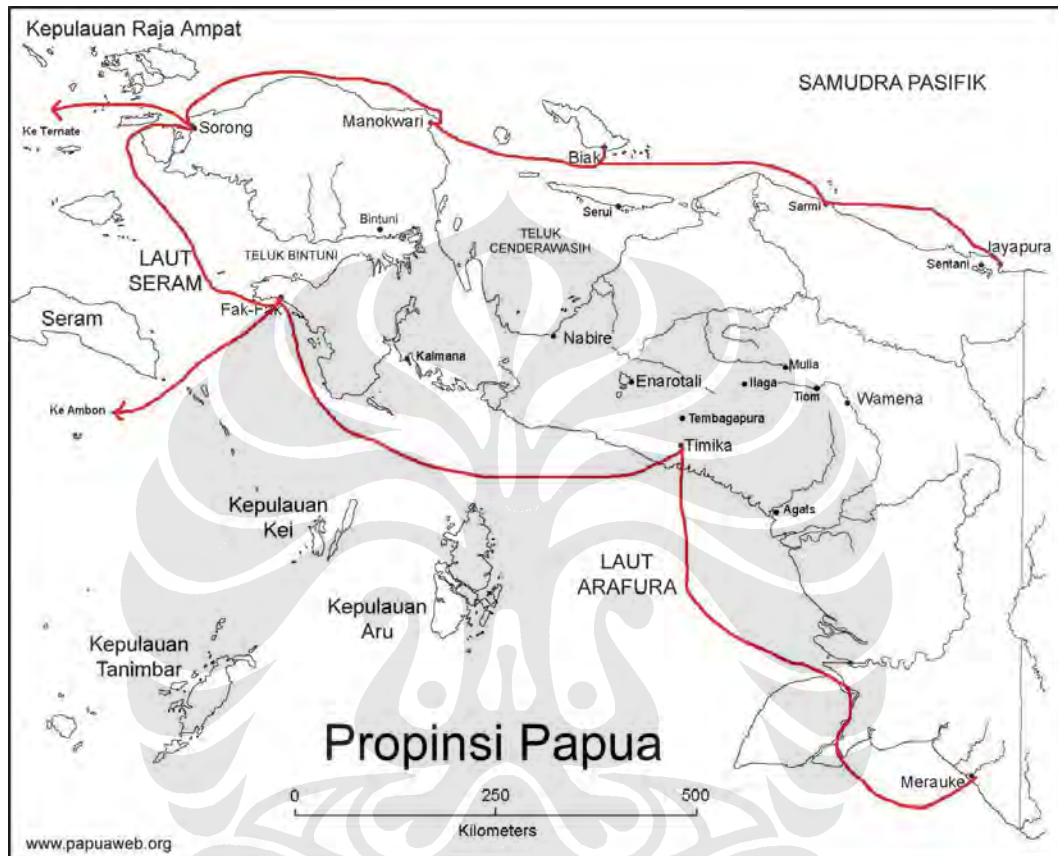 Kepulauan Raja Ampat
SAMUDRA PASIFIK
Ke Ternate
Sorong
Manokwari
Biak
Serui
Sarmi
Jayapura
Sentani
Bintuni
TELUK
CENDERAWASIH
TELUK BINTUNI
LAUT
SERAM
Fak-Fak
Seram
Nabire
Kaimana
Mulia
Enarotali
Ilaga
Tiom
Wamena
Ke Ambon
Tembagapura
Timika
Agats
Kepulauan
Kei
LAUT
ARAFURA
Kepulauan
Aru
Kepulauan
Tanimbar
Propinsi Papua
Merauke
0 250 500
Kilometers
www.papuaweb.org